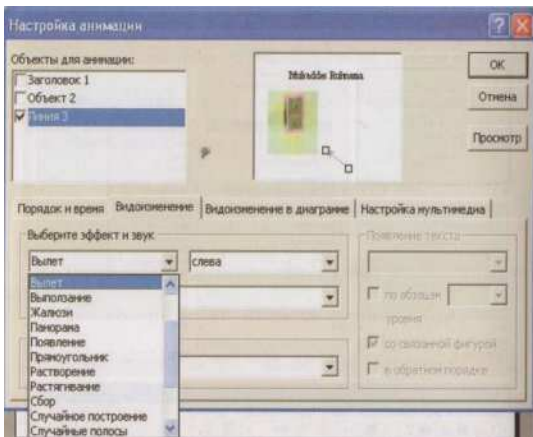 Настройка анимации
Объекты для анимации:
Заголовок 1
Объект 2
Линия 3
OK
Отмена
Просмотр
Порядок и время
Видоизменение
Видоизменение в диаграмме
Настройка мультимедиа
Выберите эффект и звук
Появление текста
Вылет
слева
Вылет
Выползание
Жалюзи
Панорама
Появление
Прямоугольник
Растворение
Растягивание
Сбор
Случайное построение
Случайные полосы
по абзацам
уровня
со связанной фигурой
в обратном порядке